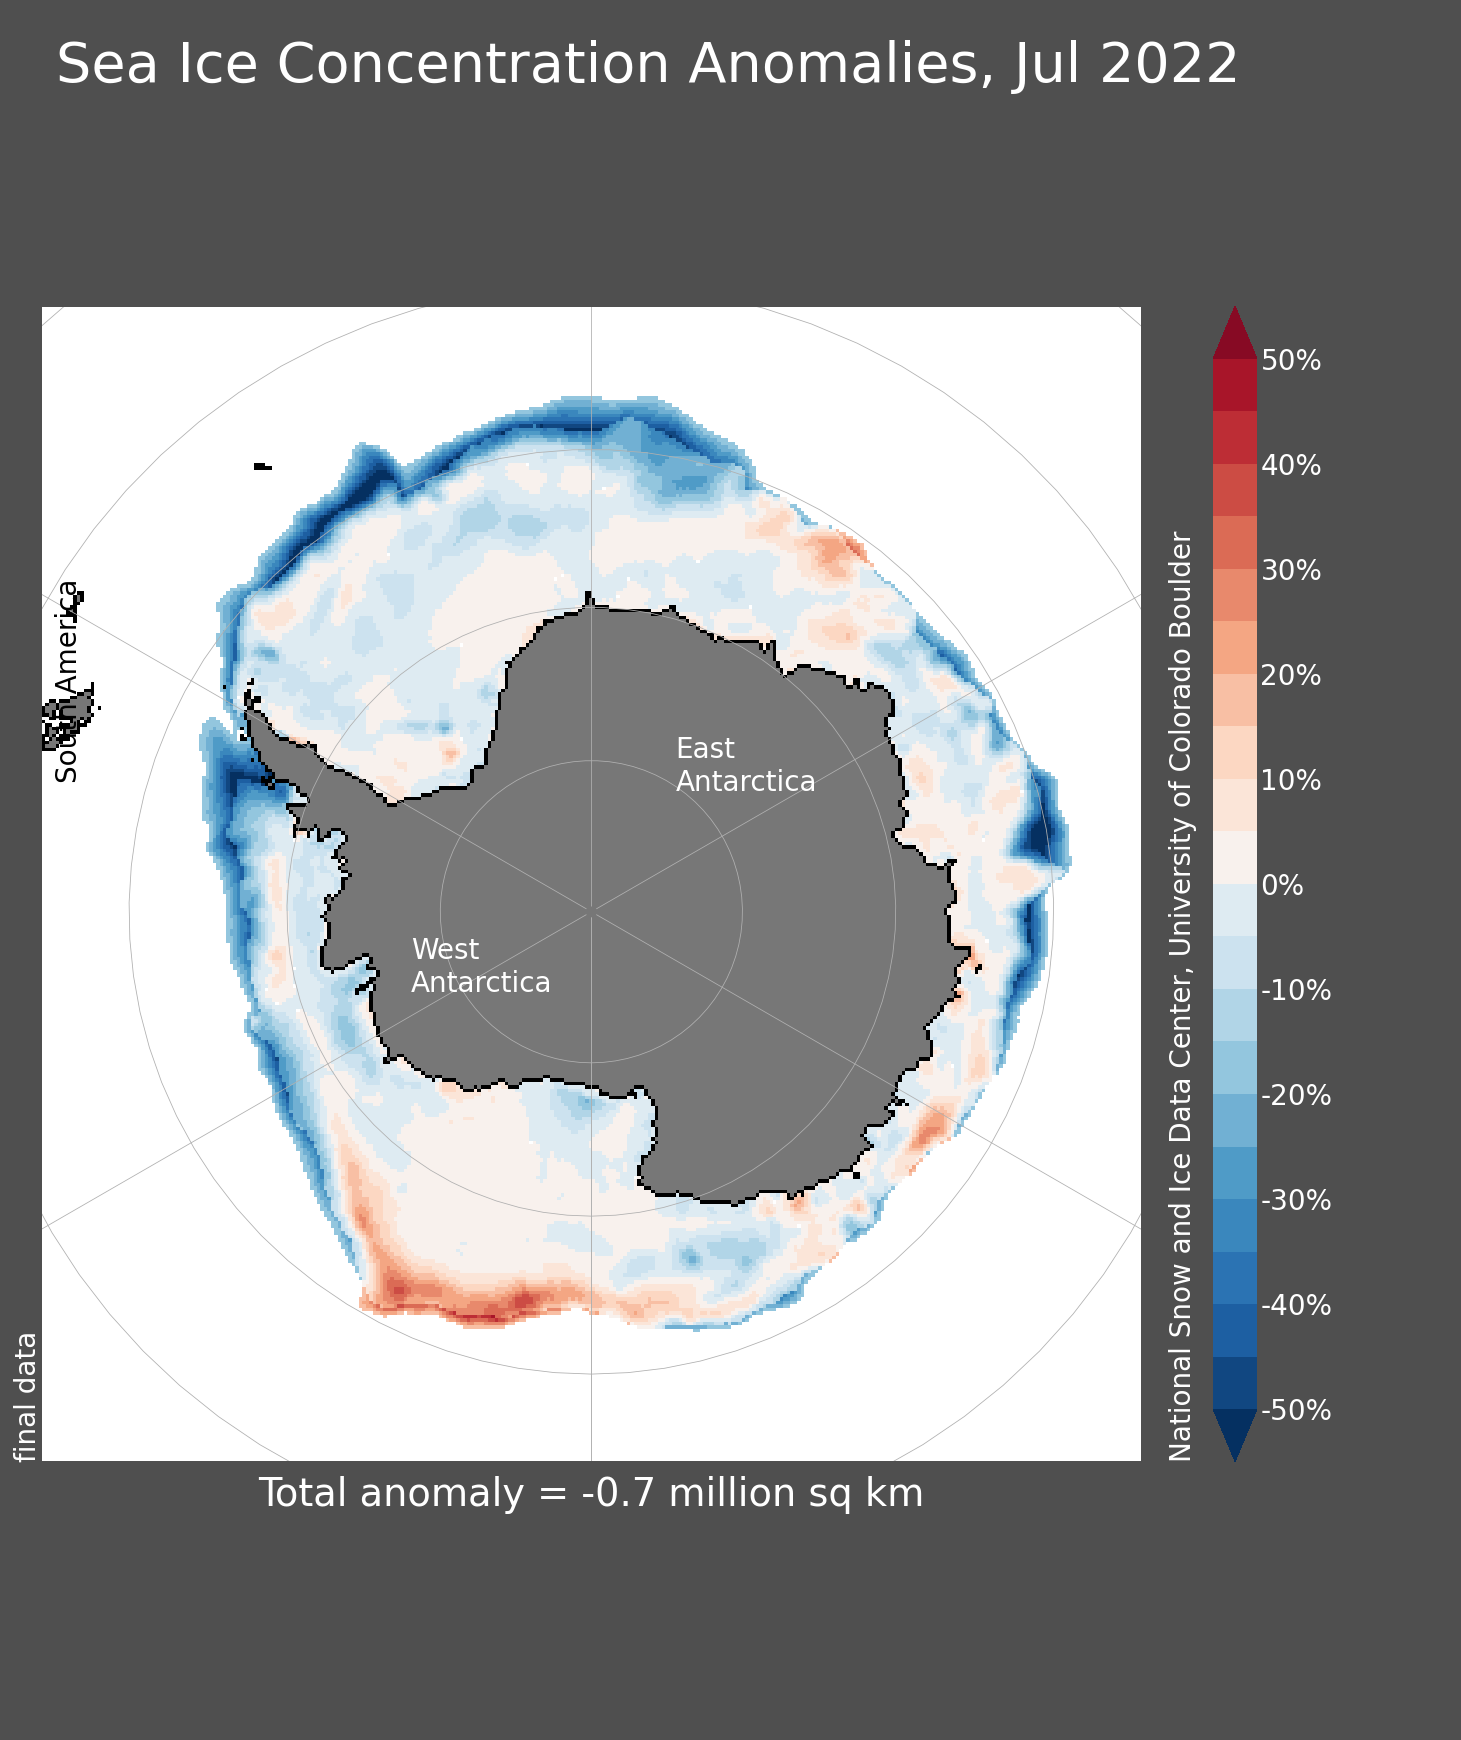 Sea Ice Concentration Anomalies, Jul 2022
South America
East
Antarctica
West
Antarctica
final data
National Snow and Ice Data Center, University of Colorado Boulder
50%
40%
30%
20%
10%
0%
-10%
-20%
-30%
-40%
-50%
Total anomaly = -0.7 million sq km